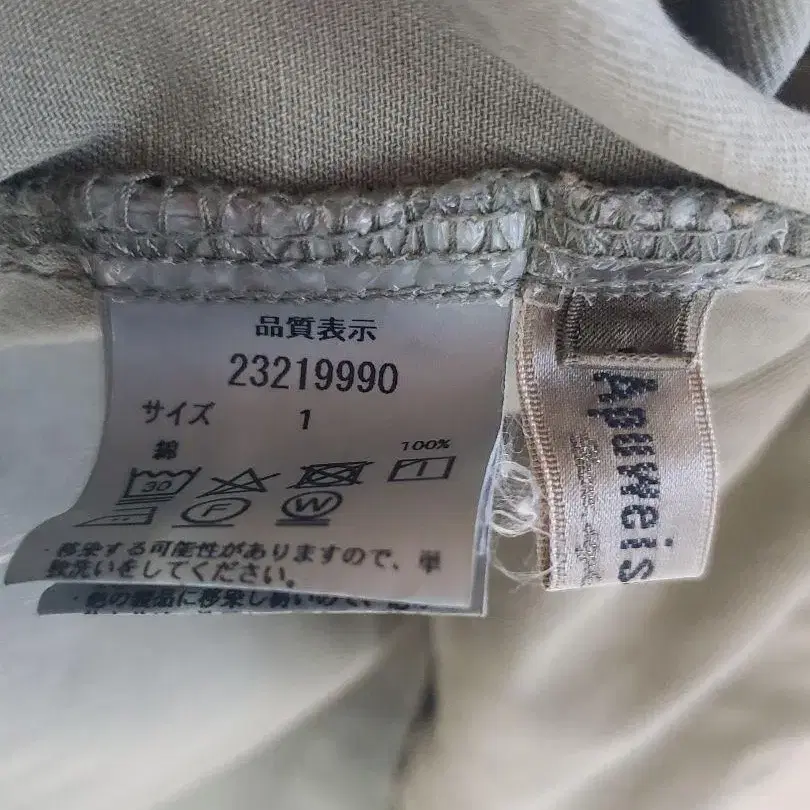 品質表示
23219990
サイズ 1
綿 100%
30
F W
・移染する可能性がありますので、単
独洗いをしてください。
Apuweis